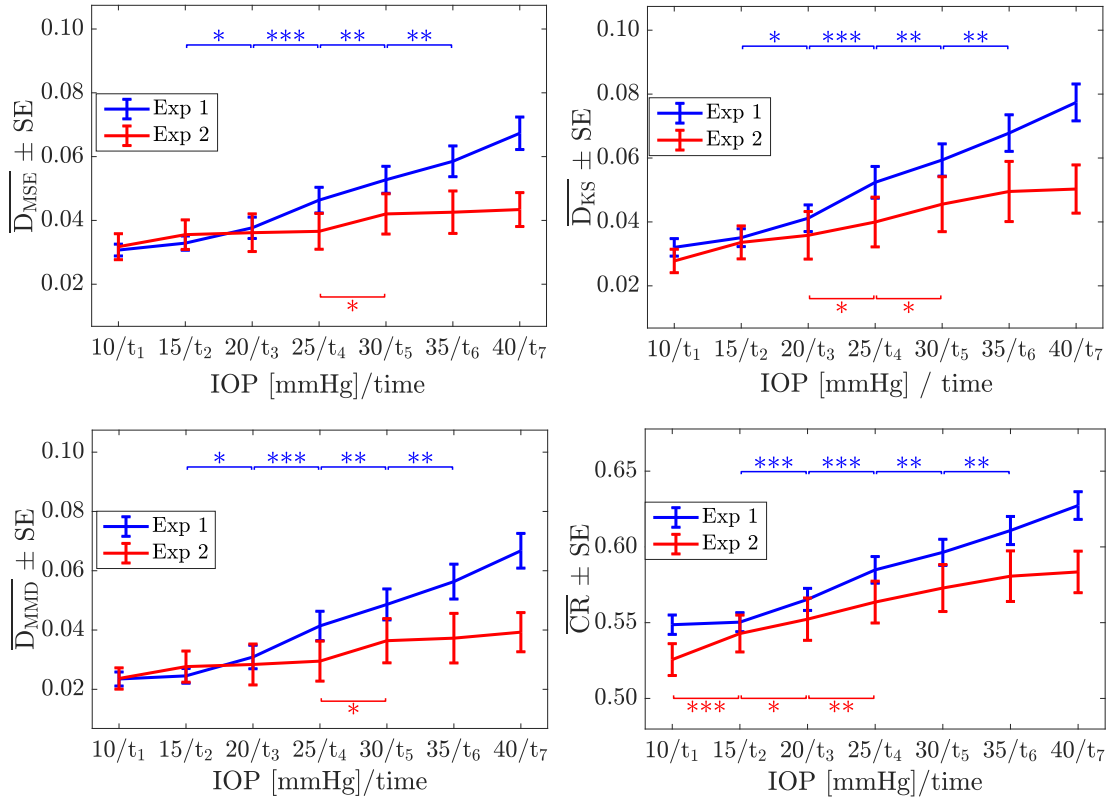 0.10
0.08
0.06
0.04
0.02
D_MSE ± SE
* *** ** **
Exp 1
Exp 2
*
10/t₁ 15/t₂ 20/t₃ 25/t₄ 30/t₅ 35/t₆ 40/t₇
IOP [mmHg]/time
0.10
0.08
0.06
0.04
0.02
D_KS ± SE
* *** ** **
Exp 1
Exp 2
* *
10/t₁ 15/t₂ 20/t₃ 25/t₄ 30/t₅ 35/t₆ 40/t₇
IOP [mmHg] / time
0.10
0.08
0.06
0.04
0.02
D_MMD ± SE
* *** ** **
Exp 1
Exp 2
*
10/t₁ 15/t₂ 20/t₃ 25/t₄ 30/t₅ 35/t₆ 40/t₇
IOP [mmHg]/time
0.65
0.60
0.55
0.50
CR ± SE
*** *** ** **
Exp 1
Exp 2
*** * **
10/t₁ 15/t₂ 20/t₃ 25/t₄ 30/t₅ 35/t₆ 40/t₇
IOP [mmHg]/time